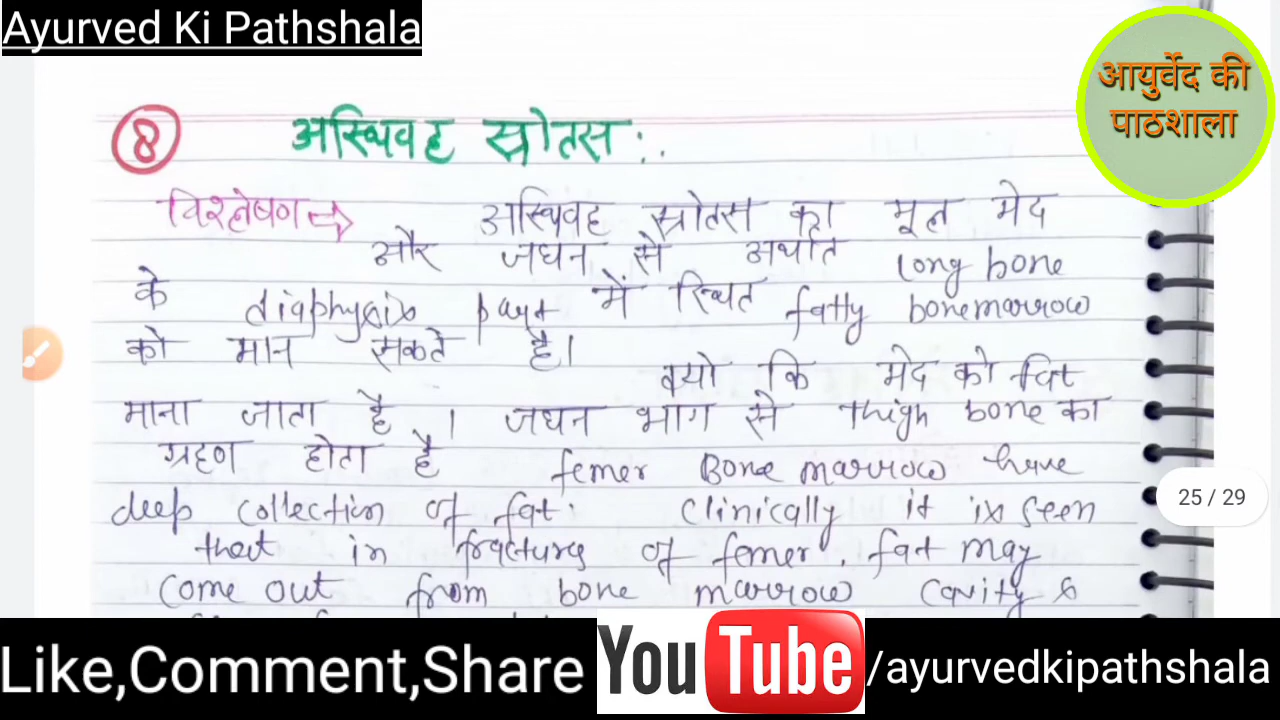 Ayurved Ki Pathshala
आयुर्वेद की
पाठशाला
8 अस्थिवह स्रोतस :.
विश्लेषण → अस्थिवह स्रोतस का मूल मेद
और जघन से अर्थात long bone
के diaphysis part में स्थित fatty bonemarrow
को मान सकते है।
क्यो कि मेद को फैट
माना जाता है । जघन भाग से thigh bone का
ग्रहण होता है femer Bone marrow have
deep collection of fat. Clinically it is seen
that in fracture of femer, fat may
come out from bone marrow cavity &
25 / 29
Like,Comment,Share YouTube /ayurvedkipathshala